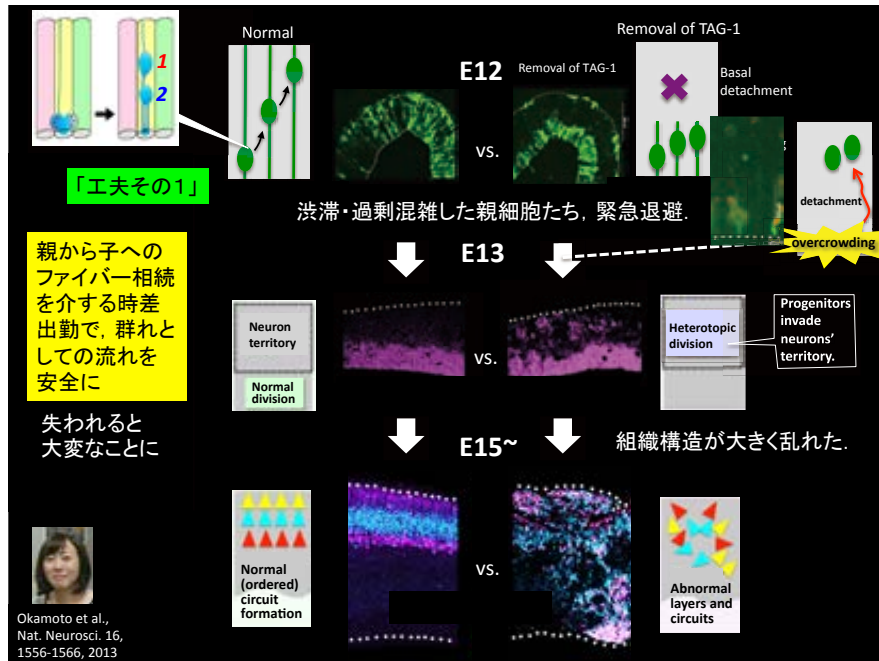 1
2
Normal
E12
Removal of TAG-1
Removal of TAG-1
Basal
detachment
vs.
detachment
overcrowding
「工夫その１」
渋滞・過剰混雑した親細胞たち，緊急退避.
E13
親から子への
ファイバー相続
を介する時差
出勤で，群れと
しての流れを
安全に
Neuron
territory
Normal
division
vs.
Heterotopic
division
Progenitors
invade
neurons’
territory.
失われると
大変なことに
E15~
組織構造が大きく乱れた.
Normal
(ordered)
circuit
formation
vs.
Abnormal
layers and
circuits
Okamoto et al.,
Nat. Neurosci. 16,
1556-1566, 2013